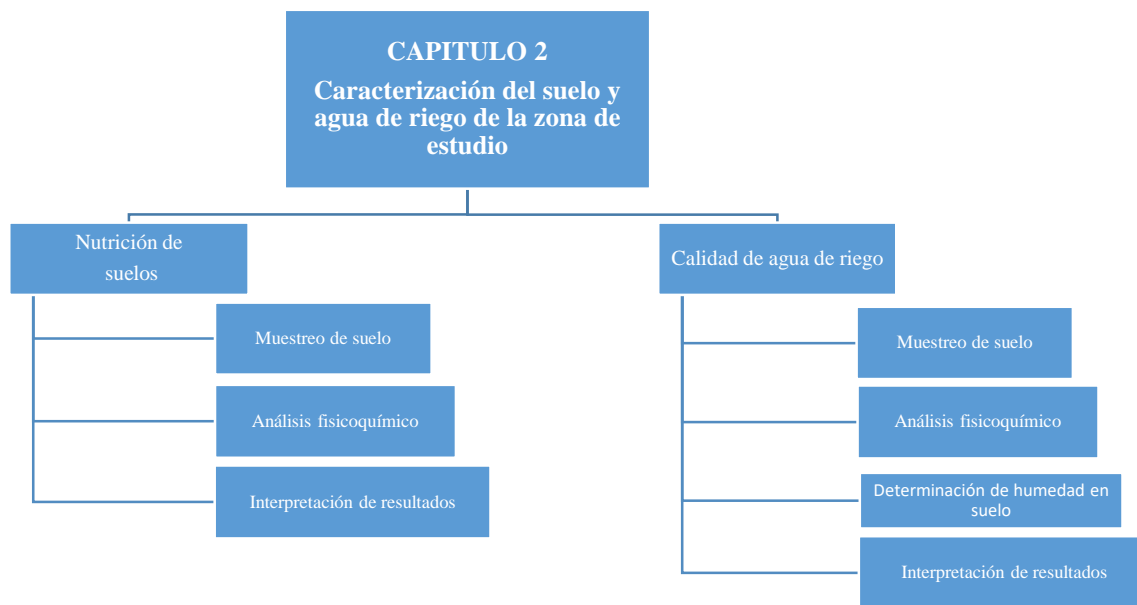 CAPITULO 2
Caracterización del suelo y
agua de riego de la zona de
estudio
Nutrición de
suelos
Muestreo de suelo
Análisis fisicoquímico
Interpretación de resultados
Calidad de agua de riego
Muestreo de suelo
Análisis fisicoquímico
Determinación de humedad en
suelo
Interpretación de resultados